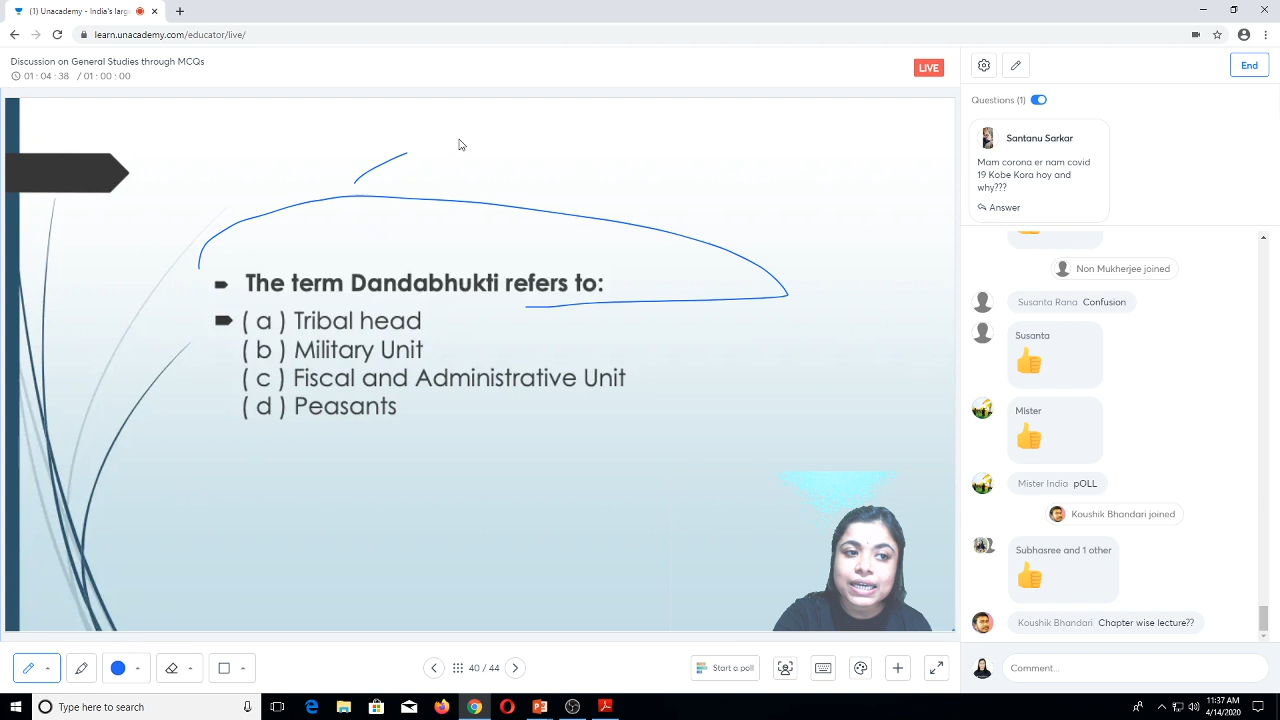 (1) Unacademy - India's larg
learn.unacademy.com/educator/live/
Discussion on General Studies through MCQs
01 : 04 : 38 / 01 : 00 : 00
LIVE
End
Questions (1)
Santanu Sarkar
Mam corona er nam covid
19 Kobe Kora hoy and
why???
Answer
The term Dandabhukti refers to:
( a ) Tribal head
( b ) Military Unit
( c ) Fiscal and Administrative Unit
( d ) Peasants
Non Mukherjee joined
Susanta Rana Confusion
Susanta
Mister
Mister India pOLL
Koushik Bhandari joined
Subhasree and 1 other
Koushik Bhandari Chapter wise lecture??
40 / 44
Start a poll
Comment...
Type here to search
11:37 AM
4/14/2020